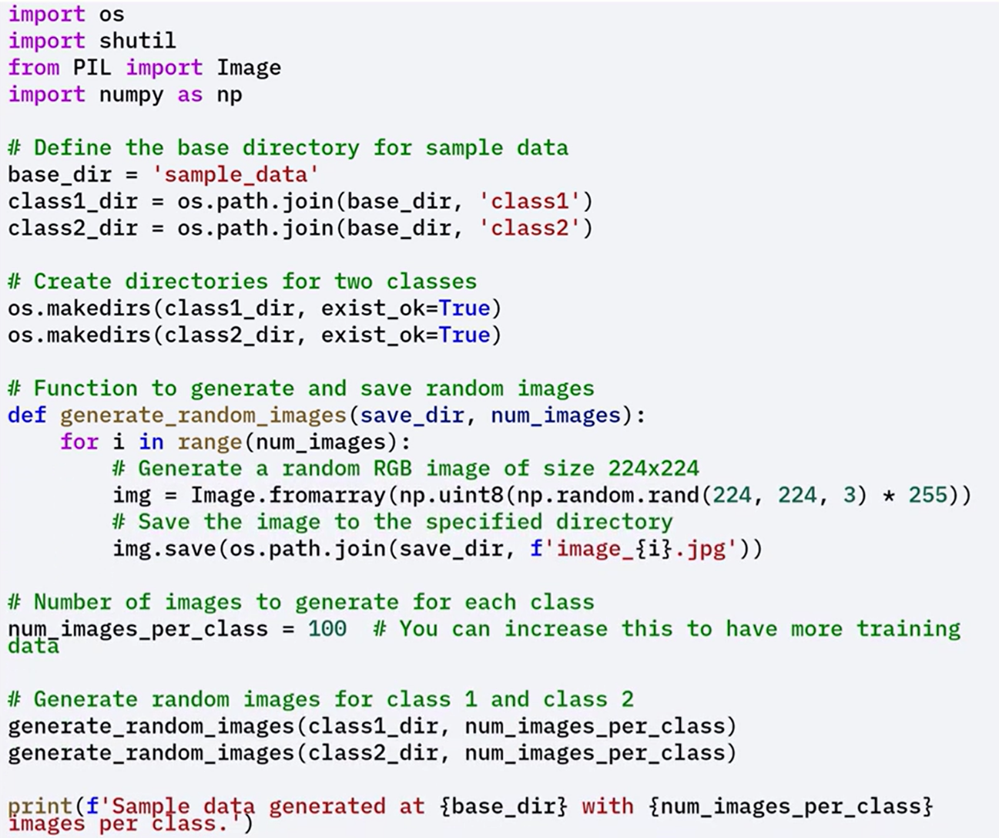 import os
import shutil
from PIL import Image
import numpy as np

# Define the base directory for sample data
base_dir = 'sample_data'
class1_dir = os.path.join(base_dir, 'class1')
class2_dir = os.path.join(base_dir, 'class2')

# Create directories for two classes
os.makedirs(class1_dir, exist_ok=True)
os.makedirs(class2_dir, exist_ok=True)

# Function to generate and save random images
def generate_random_images(save_dir, num_images):
    for i in range(num_images):
        # Generate a random RGB image of size 224x224
        img = Image.fromarray(np.uint8(np.random.rand(224, 224, 3) * 255))
        # Save the image to the specified directory
        img.save(os.path.join(save_dir, f'image_{i}.jpg'))

# Number of images to generate for each class
num_images_per_class = 100  # You can increase this to have more training
data

# Generate random images for class 1 and class 2
generate_random_images(class1_dir, num_images_per_class)
generate_random_images(class2_dir, num_images_per_class)

print(f'Sample data generated at {base_dir} with {num_images_per_class}
images per class.')